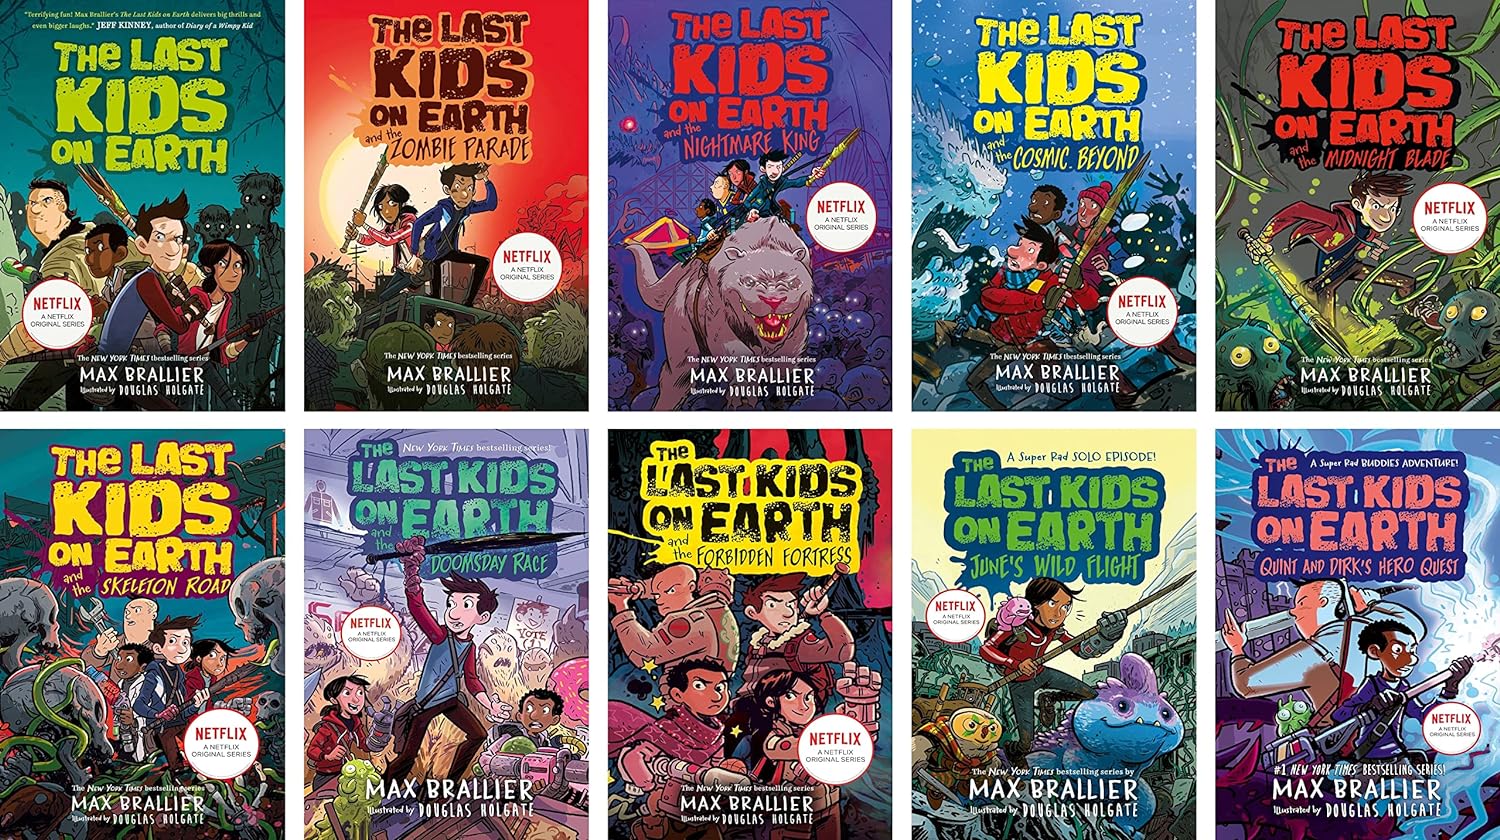 "Terrifying fun! Max Brallier's The Last Kids on Earth delivers big thrills and
even bigger laughs." JEFF KINNEY, author of Diary of a Wimpy Kid
THE LAST
KIDS
ON EARTH
NETFLIX
A NETFLIX
ORIGINAL SERIES
The NEW YORK TIMES bestselling series
MAX BRALLIER
Illustrated by DOUGLAS HOLGATE
THE LAST
KIDS
ON EARTH
and the
ZOMBIE PARADE
NETFLIX
A NETFLIX
ORIGINAL SERIES
The NEW YORK TIMES bestselling series
MAX BRALLIER
Illustrated by DOUGLAS HOLGATE
THE LAST
KIDS
ON EARTH
and the
NIGHTMARE KING
NETFLIX
A NETFLIX
ORIGINAL SERIES
The NEW YORK TIMES bestselling series
MAX BRALLIER
Illustrated by DOUGLAS HOLGATE
THE LAST
KIDS
ON EARTH
and the
COSMIC BEYOND
NETFLIX
A NETFLIX
ORIGINAL SERIES
The NEW YORK TIMES bestselling series
MAX BRALLIER
Illustrated by DOUGLAS HOLGATE
THE LAST
KIDS
ON EARTH
and the
MIDNIGHT BLADE
NETFLIX
A NETFLIX
ORIGINAL SERIES
The NEW YORK TIMES bestselling series
MAX BRALLIER
Illustrated by DOUGLAS HOLGATE
THE LAST
KIDS
ON EARTH
and the
SKELETON ROAD
NETFLIX
A NETFLIX
ORIGINAL SERIES
The NEW YORK TIMES bestselling series
MAX BRALLIER
Illustrated by DOUGLAS HOLGATE
NEW YORK TIMES bestselling series!
THE
LAST KIDS
ON EARTH
and the
DOOMSDAY RACE
NETFLIX
A NETFLIX
ORIGINAL SERIES
VOTE
MAX BRALLIER
Illustrated by DOUGLAS HOLGATE
THE
LAST KIDS
ON EARTH
and the
FORBIDDEN FORTRESS
NETFLIX
A NETFLIX
ORIGINAL SERIES
The NEW YORK TIMES bestselling series
MAX BRALLIER
Illustrated by DOUGLAS HOLGATE
A Super Rad SOLO EPISODE!
THE
LAST KIDS
ON EARTH
JUNE'S WILD FLIGHT
NETFLIX
A NETFLIX
ORIGINAL SERIES
The NEW YORK TIMES bestselling series by
MAX BRALLIER
Illustrated by DOUGLAS HOLGATE
A Super Rad BUDDIES ADVENTURE!
THE
LAST KIDS
ON EARTH
QUINT AND DIRK'S HERO QUEST
NETFLIX
A NETFLIX
ORIGINAL SERIES
#1 NEW YORK TIMES BESTSELLING SERIES!
MAX BRALLIER
Illustrated by DOUGLAS HOLGATE